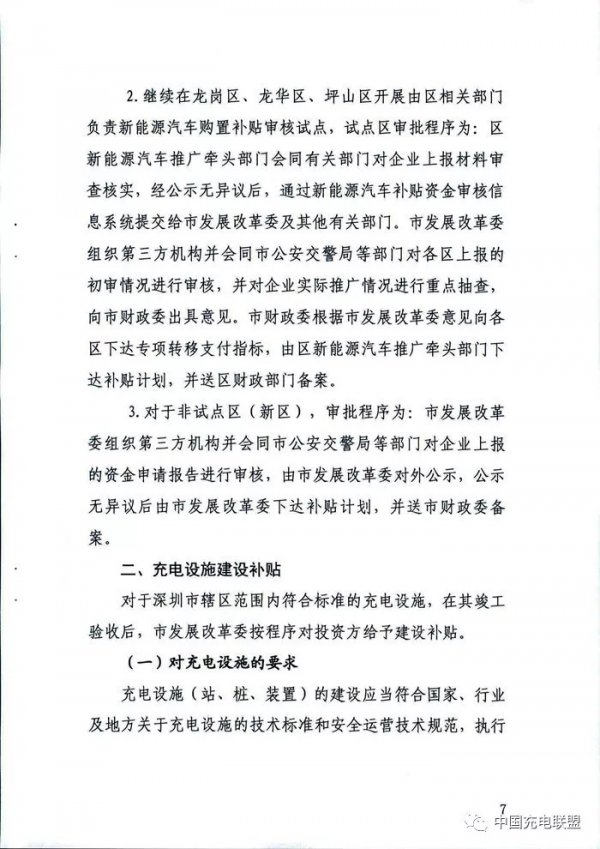 2.继续在龙岗区、龙华区、坪山区开展由区相关部门
负责新能源汽车购置补贴审核试点，试点区审批程序为：区
新能源汽车推广牵头部门会同有关部门对企业上报材料审
查核实，经公示无异议后，通过新能源汽车补贴资金审核信
息系统提交给市发展改革委及其他有关部门。市发展改革委
组织第三方机构并会同市公安交警局等部门对各区上报的
初审情况进行审核，并对企业实际推广情况进行重点抽查，
向市财政委出具意见。市财政委根据市发展改革委意见向各
区下达专项转移支付指标，由区新能源汽车推广牵头部门下
达补贴计划，并送区财政部门备案。
3.对于非试点区（新区），审批程序为：市发展改革
委组织第三方机构并会同市公安交警局等部门对企业上报
的资金申请报告进行审核，由市发展改革委对外公示，公示
无异议后由市发展改革委下达补贴计划，并送市财政委备
案。
二、充电设施建设补贴
对于深圳市辖区范围内符合标准的充电设施，在其竣工
验收后，市发展改革委按程序对投资方给予建设补贴。
（一）对充电设施的要求
充电设施（站、桩、装置）的建设应当符合国家、行业
及地方关于充电设施的技术标准和安全运营技术规范，执行
7
中国充电联盟